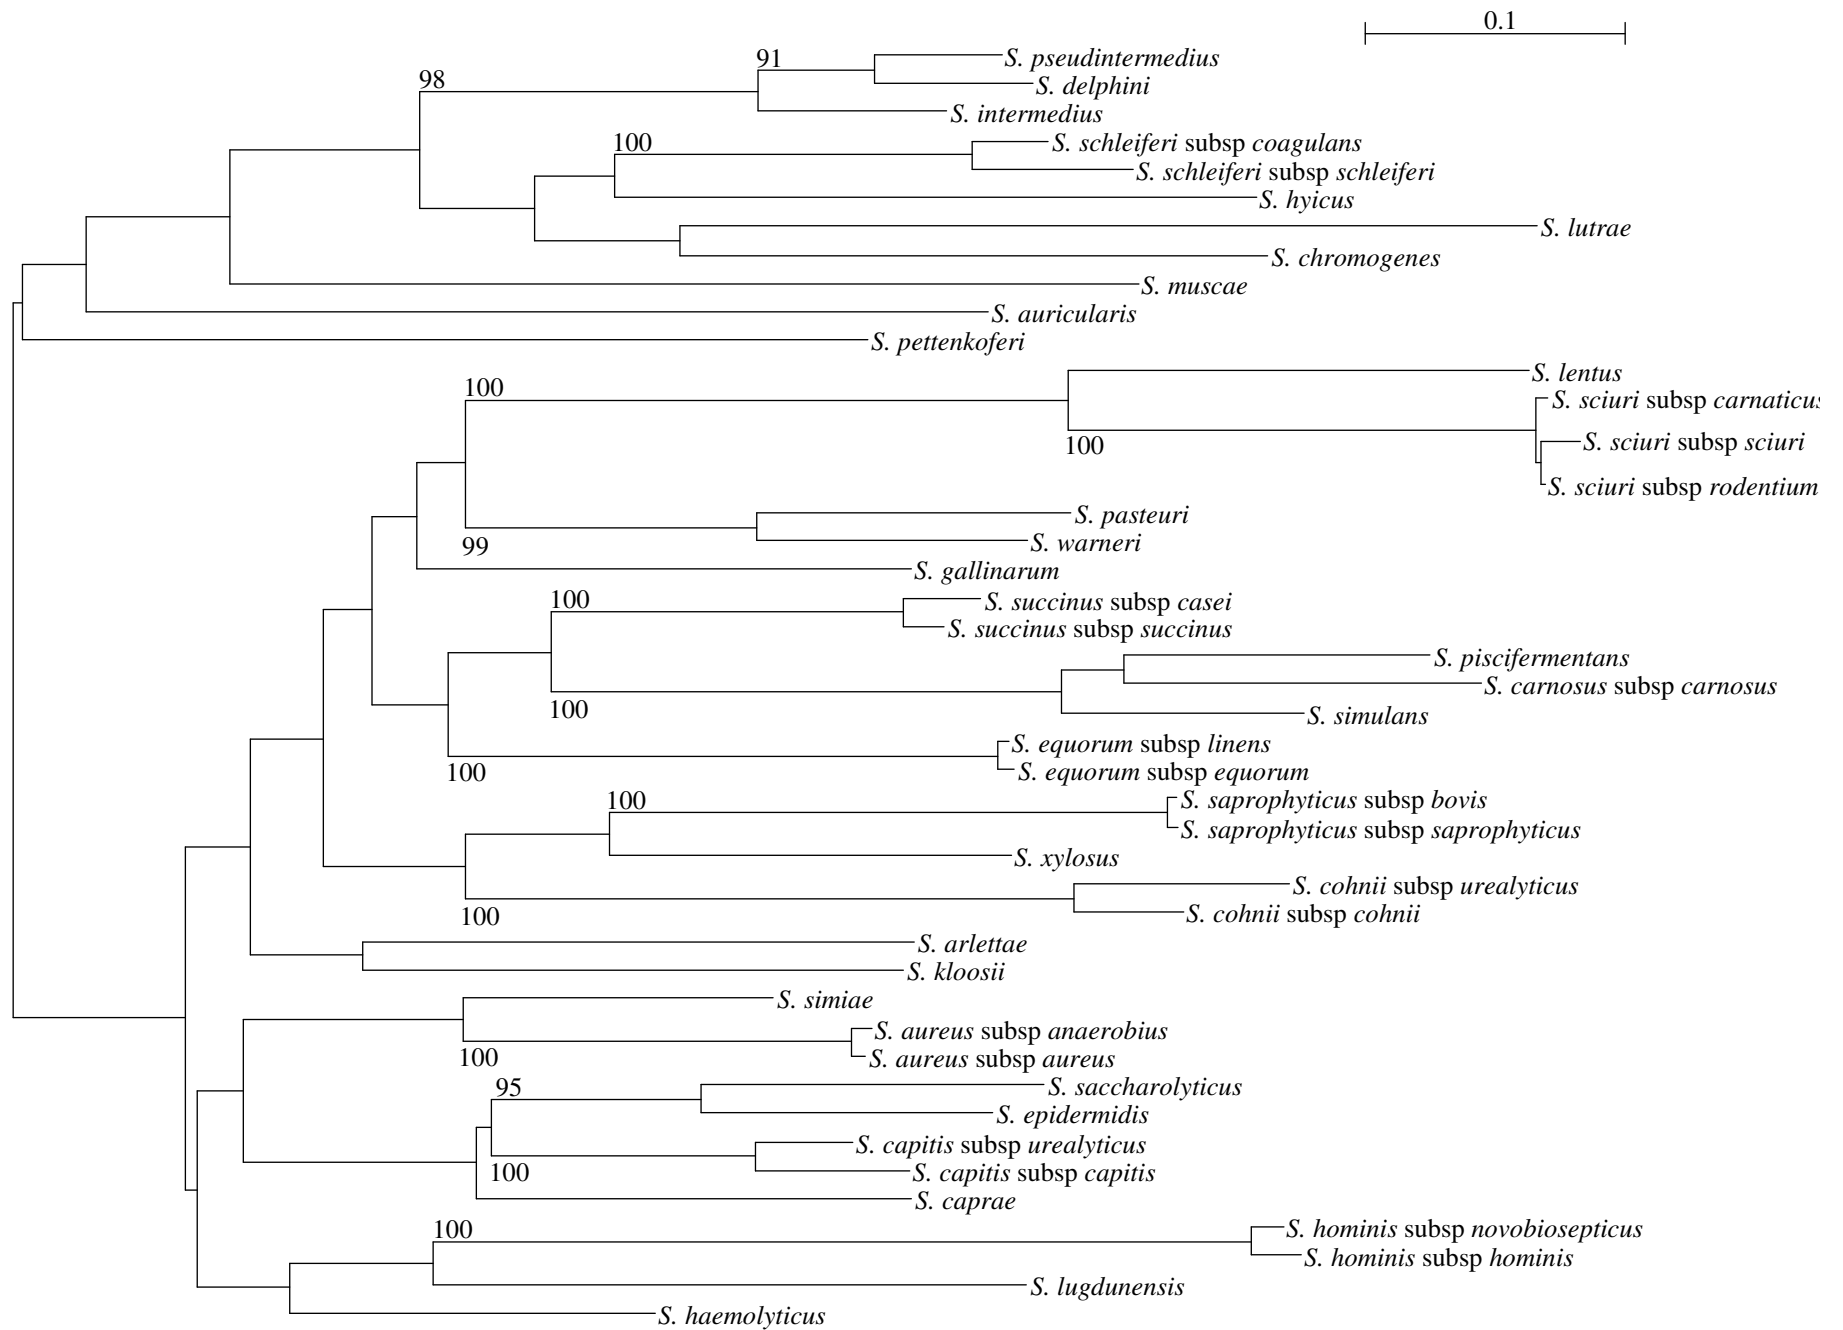 0.1
S. pseudintermedius
91
98
S. delphini
S. intermedius
100
S. schleiferi subsp coagulans
S. schleiferi subsp schleiferi
S. hyicus
S. lutrae
S. chromogenes
S. muscae
S. auricularis
S. pettenkoferi
S. lentus
100
S. sciuri subsp carnaticus
100
S. sciuri subsp sciuri
S. sciuri subsp rodentium
S. pasteuri
99
S. warneri
S. gallinarum
100
S. succinus subsp casei
S. succinus subsp succinus
S. piscifermentans
S. carnosus subsp carnosus
100
S. simulans
S. equorum subsp linens
100
S. equorum subsp equorum
100
S. saprophyticus subsp bovis
S. saprophyticus subsp saprophyticus
S. xylosus
S. cohnii subsp urealyticus
100
S. cohnii subsp cohnii
S. arlettae
S. kloosii
S. simiae
S. aureus subsp anaerobius
100
S. aureus subsp aureus
95
S. saccharolyticus
S. epidermidis
S. capitis subsp urealyticus
100
S. capitis subsp capitis
S. caprae
100
S. hominis subsp novobiosepticus
S. hominis subsp hominis
S. lugdunensis
S. haemolyticus